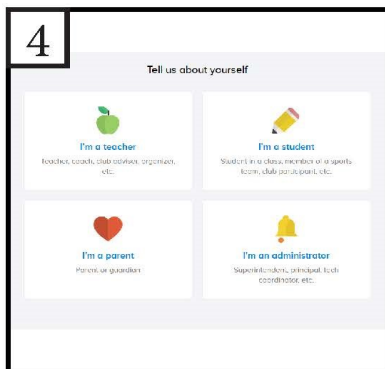 4
Tell us about yourself
I'm a teacher
Teacher, coach, club adviser, organizer,
etc.
I'm a student
Student in a class, member of a sports
team, club participant, etc.
I'm a parent
Parent or guardian
I'm an administrator
Superintendent, principal, tech
coordinator, etc.